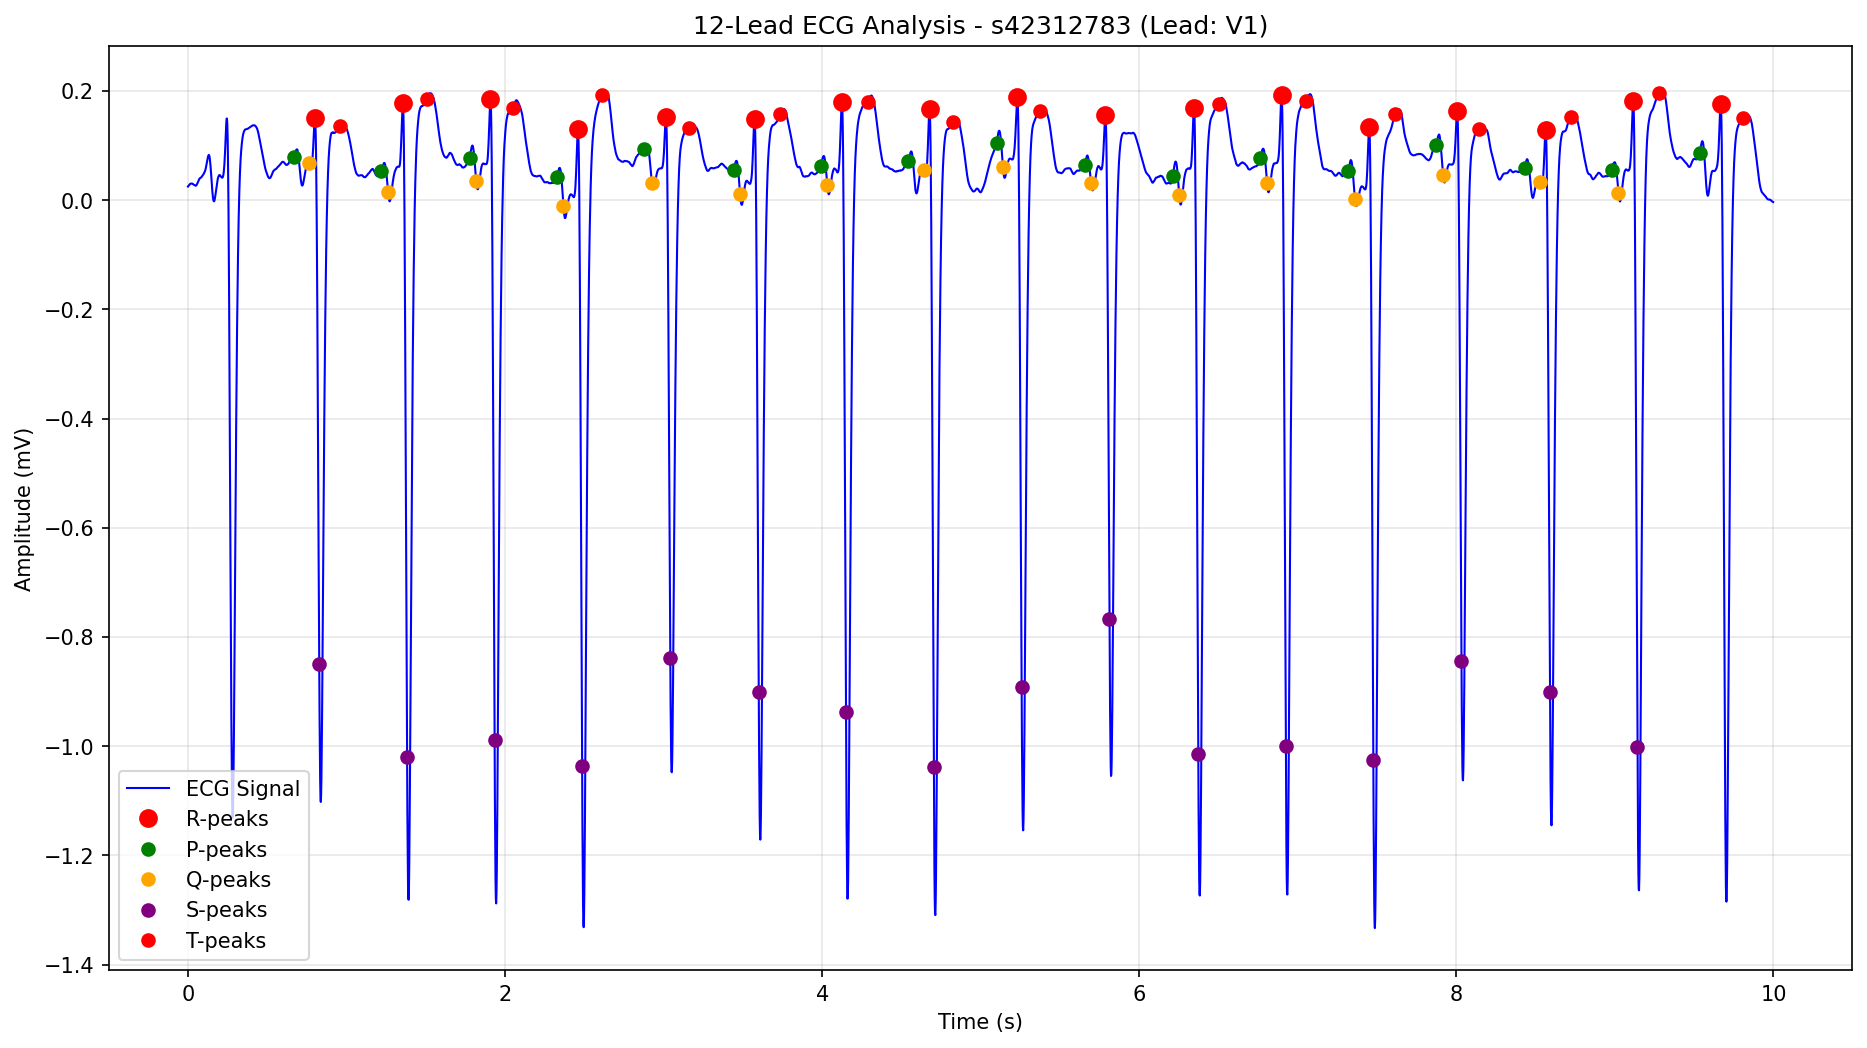 12-Lead ECG Analysis - s42312783 (Lead: V1)
0.2
0.0
−0.2
−0.4
−0.6
−0.8
−1.0
−1.2
−1.4
Amplitude (mV)
ECG Signal
R-peaks
P-peaks
Q-peaks
S-peaks
T-peaks
0 2 4 6 8 10
Time (s)